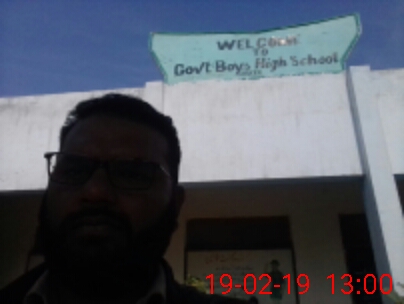 WELCOME
TO
Govt Boys High School
19-02-19 13:00